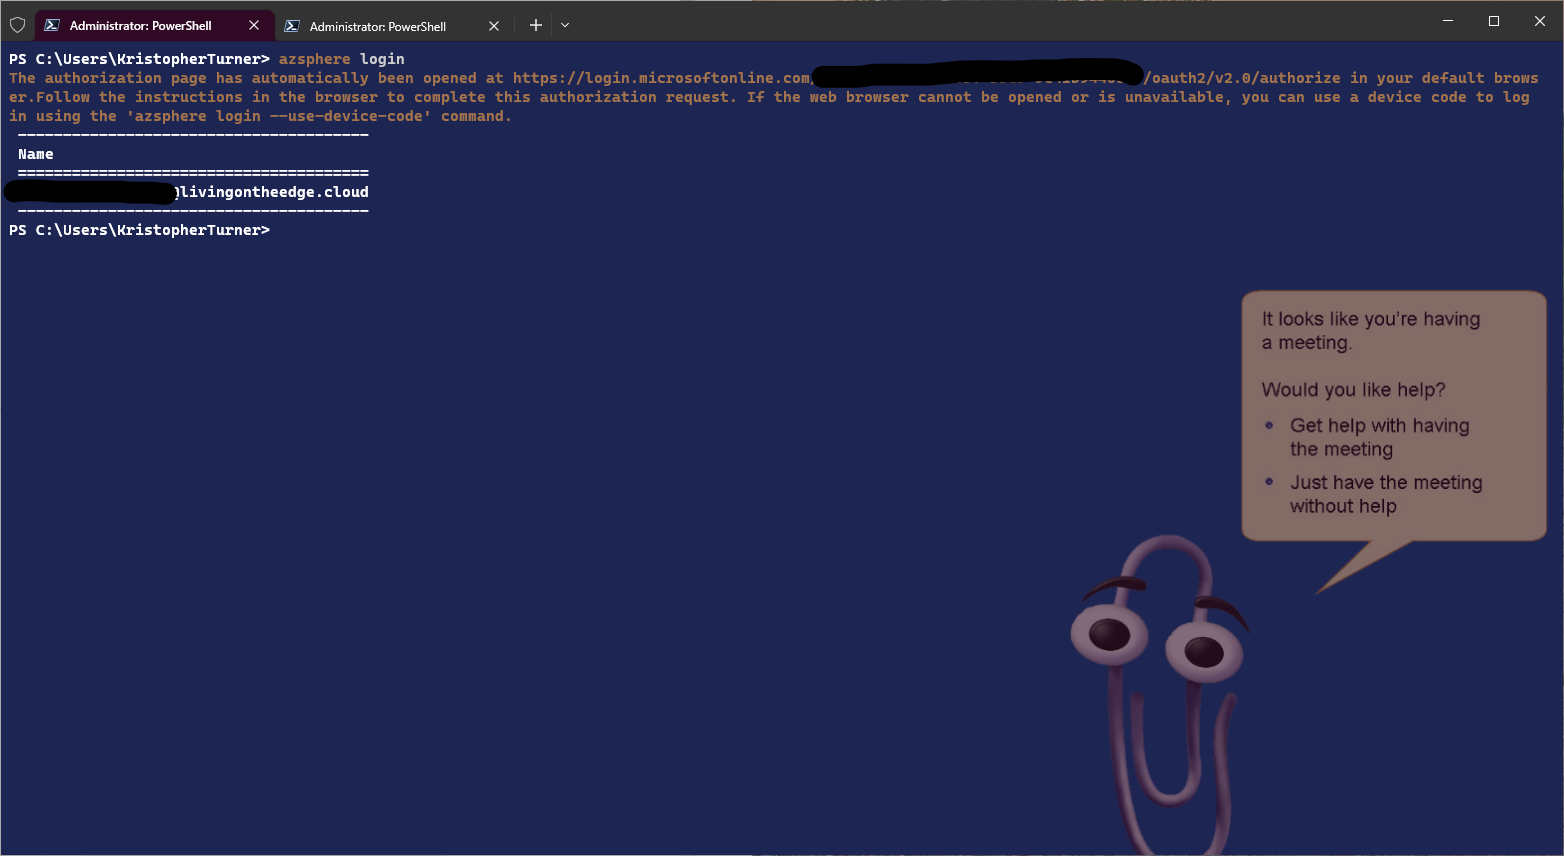 Administrator: PowerShell
Administrator: PowerShell
PS C:\Users\KristopherTurner> azsphere login
The authorization page has automatically been opened at https://login.microsoftonline.com/ /oauth2/v2.0/authorize in your default brows
er.Follow the instructions in the browser to complete this authorization request. If the web browser cannot be opened or is unavailable, you can use a device code to log
in using the 'azsphere login --use-device-code' command.
---------------------------------------
Name
=======================================
@livingontheedge.cloud
---------------------------------------
PS C:\Users\KristopherTurner>
It looks like you're having
a meeting.
Would you like help?
• Get help with having
the meeting
• Just have the meeting
without help